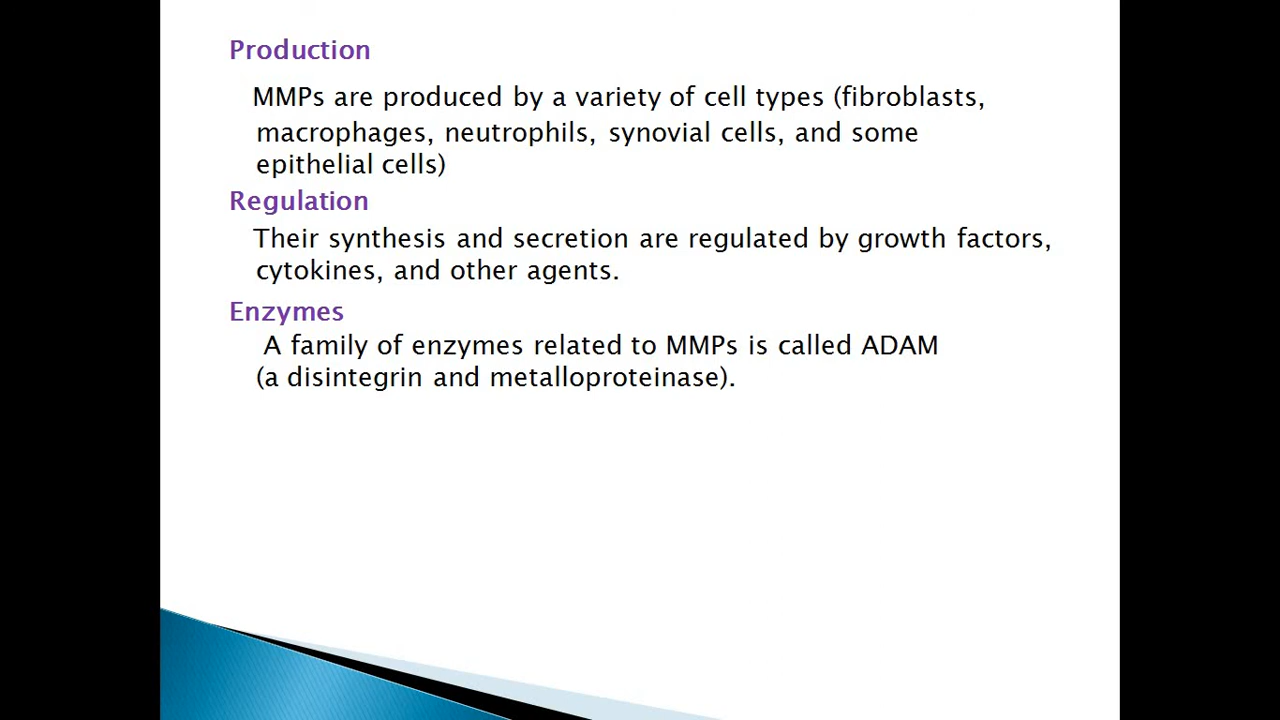 Production
MMPs are produced by a variety of cell types (fibroblasts,
macrophages, neutrophils, synovial cells, and some
epithelial cells)
Regulation
Their synthesis and secretion are regulated by growth factors,
cytokines, and other agents.
Enzymes
A family of enzymes related to MMPs is called ADAM
(a disintegrin and metalloproteinase).